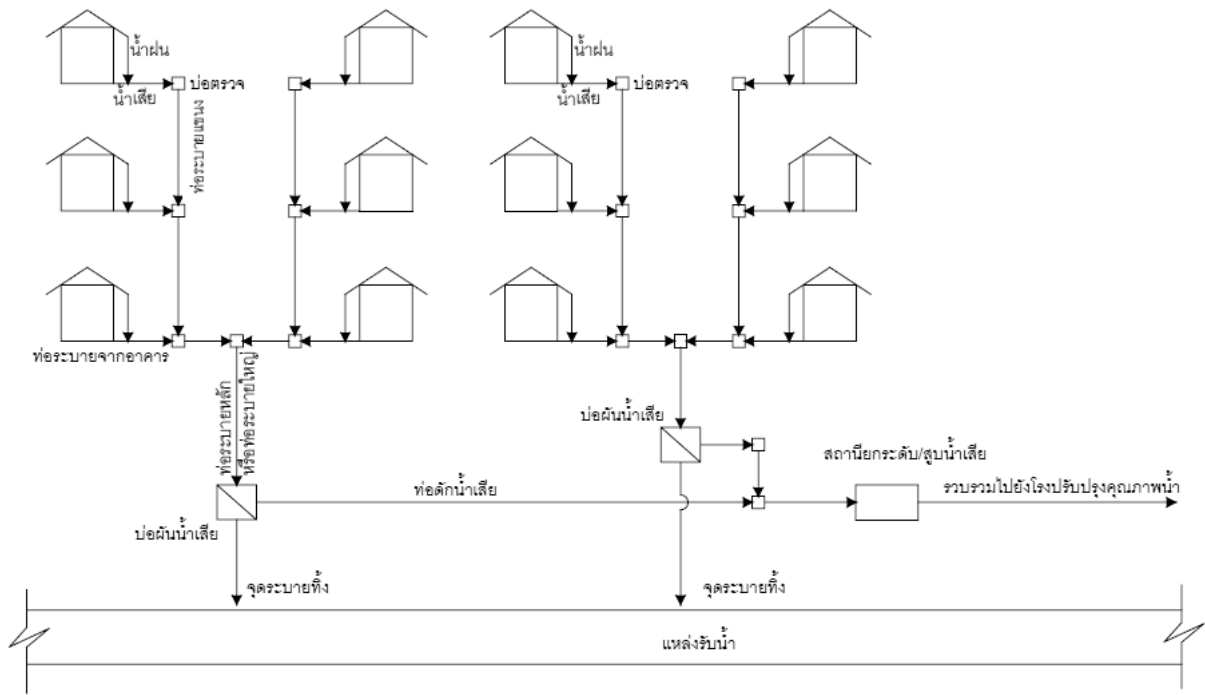 น้ำฝน
น้ำฝน
บ่อตรวจ
บ่อตรวจ
น้ำเสีย
น้ำเสีย
ท่อระบายแขนง
ท่อระบายจากอาคาร
ท่อระบายหลัก
หรือท่อระบายใหญ่
บ่อผันน้ำเสีย
สถานียกระดับ/สูบน้ำเสีย
ท่อดักน้ำเสีย
รวบรวมไปยังโรงปรับปรุงคุณภาพน้ำ
บ่อผันน้ำเสีย
จุดระบายทิ้ง
จุดระบายทิ้ง
แหล่งรับน้ำ